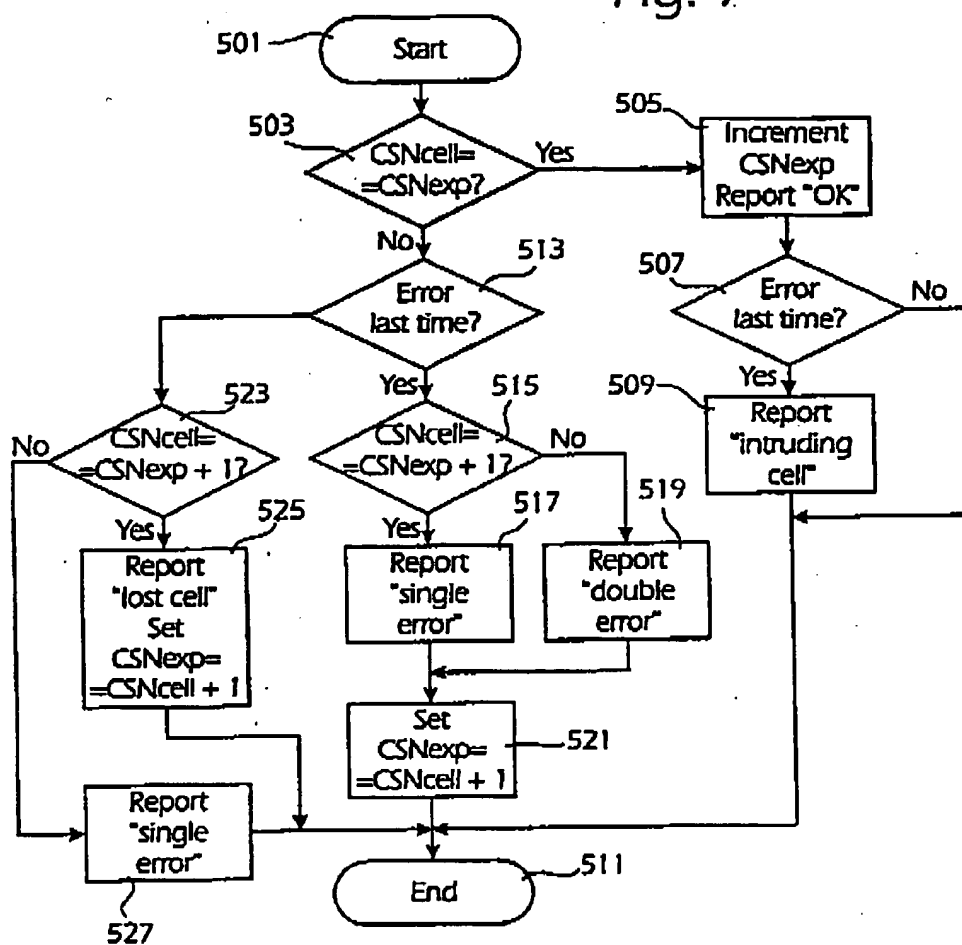 501
Start
503
CSNcell=
=CSNexp?
Yes
No
505
Increment
CSNexp
Report "OK"
507
Error
last time?
No
Yes
513
Error
last time?
Yes
509
Report
"intruding
cell"
523
CSNcell=
=CSNexp + 1?
No
Yes
515
CSNcell=
=CSNexp + 1?
No
Yes
525
Report
"lost cell"
Set
CSNexp=
=CSNcell + 1
517
Report
"single
error"
519
Report
"double
error"
Set
CSNexp=
=CSNcell + 1
521
Report
"single
error"
527
End
511